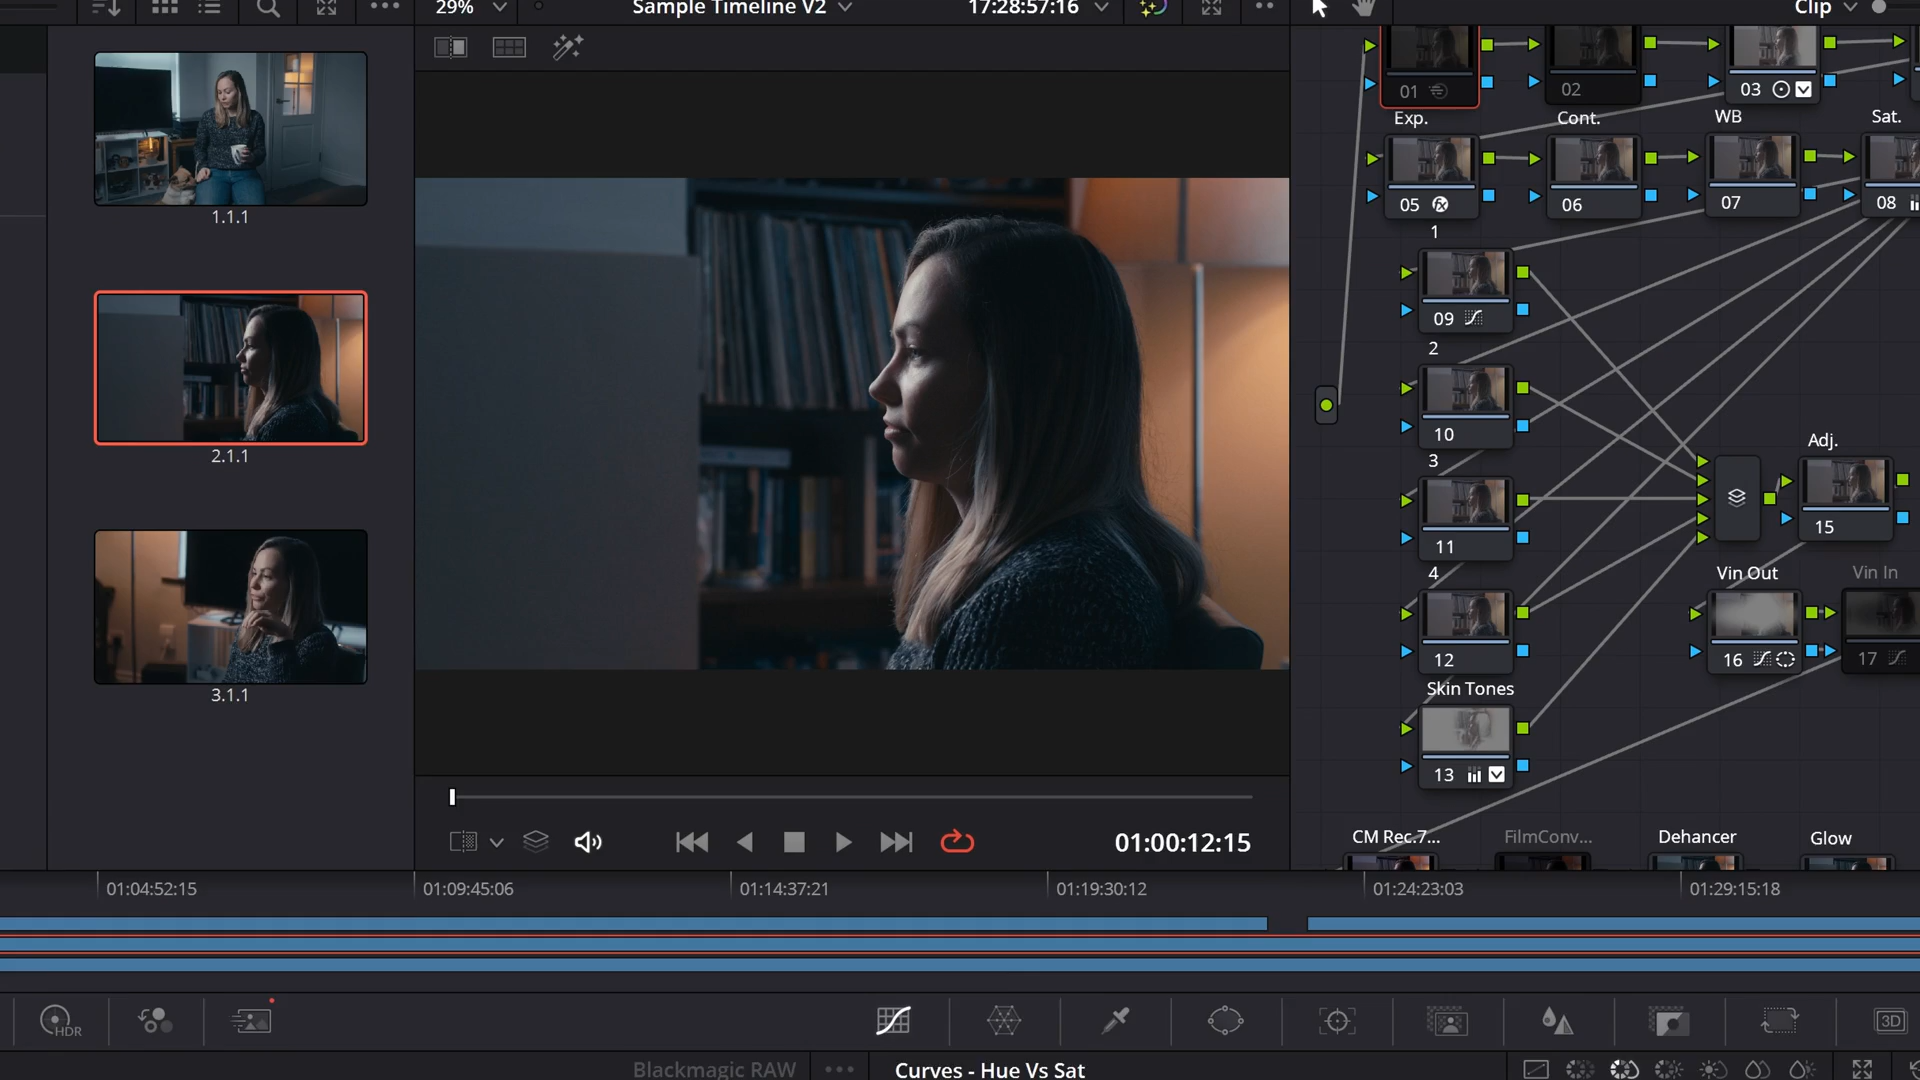 29%
Sample Timeline V2
17:28:57:16
Clip
01
02
03
Exp.
Cont.
WB
Sat.
05
06
07
08
1
09
2
10
3
11
4
12
Skin Tones
13
Adj.
15
Vin Out
Vin In
16
17
CM Rec.7...
FilmConv...
Dehancer
Glow
1.1.1
2.1.1
3.1.1
01:00:12:15
01:04:52:15
01:09:45:06
01:14:37:21
01:19:30:12
01:24:23:03
01:29:15:18
HDR
3D
Blackmagic RAW
Curves - Hue Vs Sat